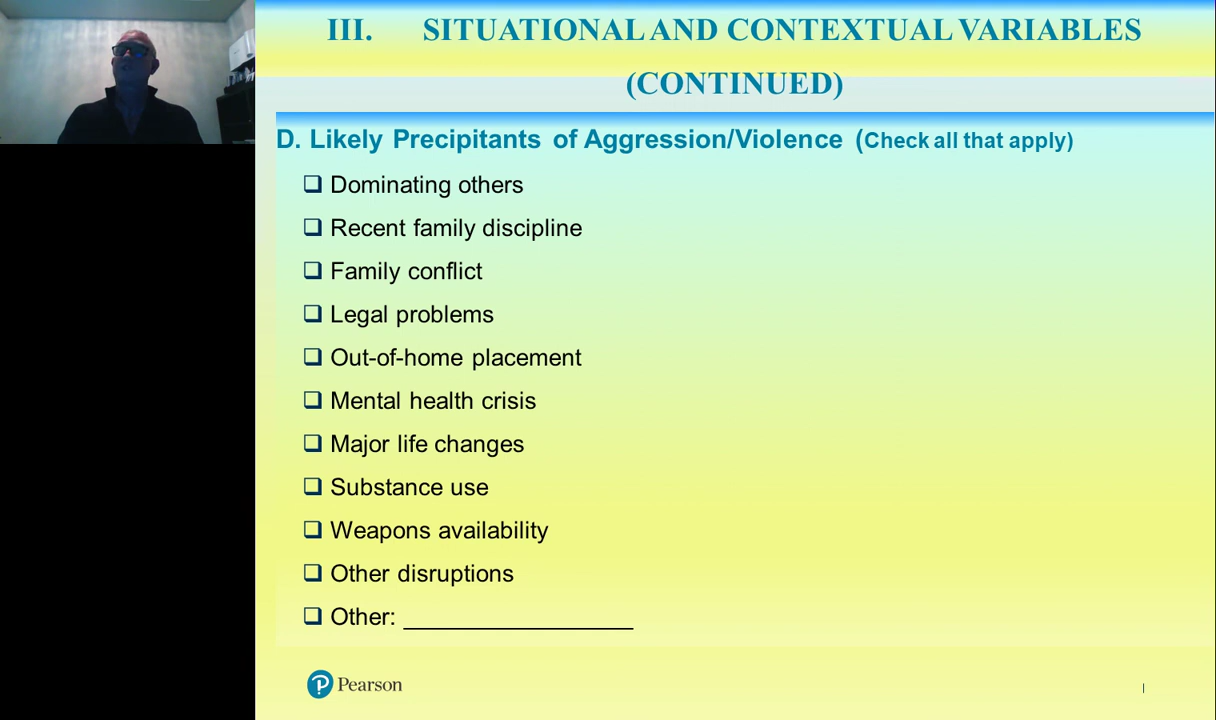 III. SITUATIONAL AND CONTEXTUAL VARIABLES
(CONTINUED)
D. Likely Precipitants of Aggression/Violence (Check all that apply)
❑ Dominating others
❑ Recent family discipline
❑ Family conflict
❑ Legal problems
❑ Out-of-home placement
❑ Mental health crisis
❑ Major life changes
❑ Substance use
❑ Weapons availability
❑ Other disruptions
❑ Other: __________________
Pearson